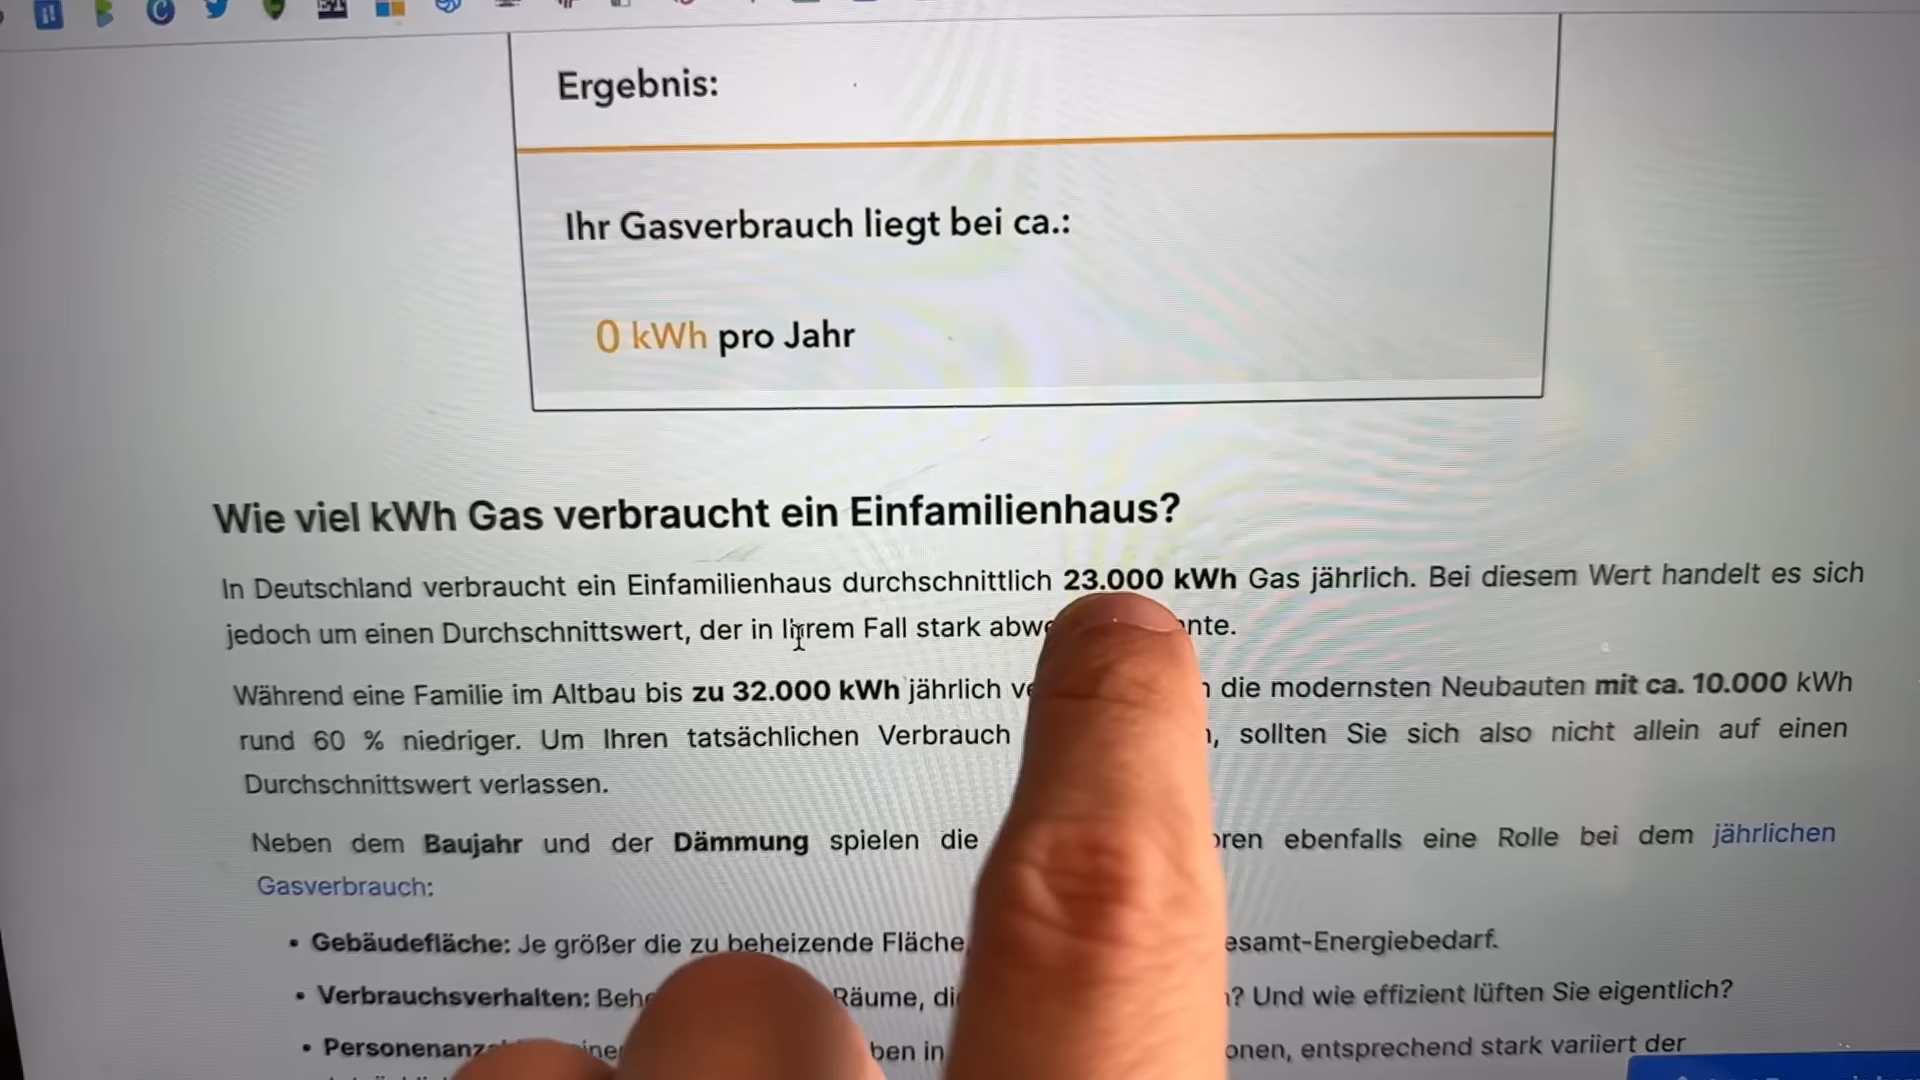 Ergebnis:
Ihr Gasverbrauch liegt bei ca.:
0 kWh pro Jahr
Wie viel kWh Gas verbraucht ein Einfamilienhaus?
In Deutschland verbraucht ein Einfamilienhaus durchschnittlich 23.000 kWh Gas jährlich. Bei diesem Wert handelt es sich
jedoch um einen Durchschnittswert, der in Ihrem Fall stark
Während eine Familie im Altbau bis zu 32.000 kWh jährlich die modernsten Neubauten mit ca. 10.000 kWh
rund 60 % niedriger. Um Ihren tatsächlichen Verbrauch sollten Sie sich also nicht allein auf einen
Durchschnittswert verlassen.
Neben dem Baujahr und der Dämmung spielen die ebenfalls eine Rolle bei dem jährlichen
Gasverbrauch:
• Gebäudefläche: Je größer die zu beheizende Fläche, esamt-Energiebedarf.
• Verbrauchsverhalten: Räume, ? Und wie effizient lüften Sie eigentlich?
• Personenanz in onen, entsprechend stark variiert der